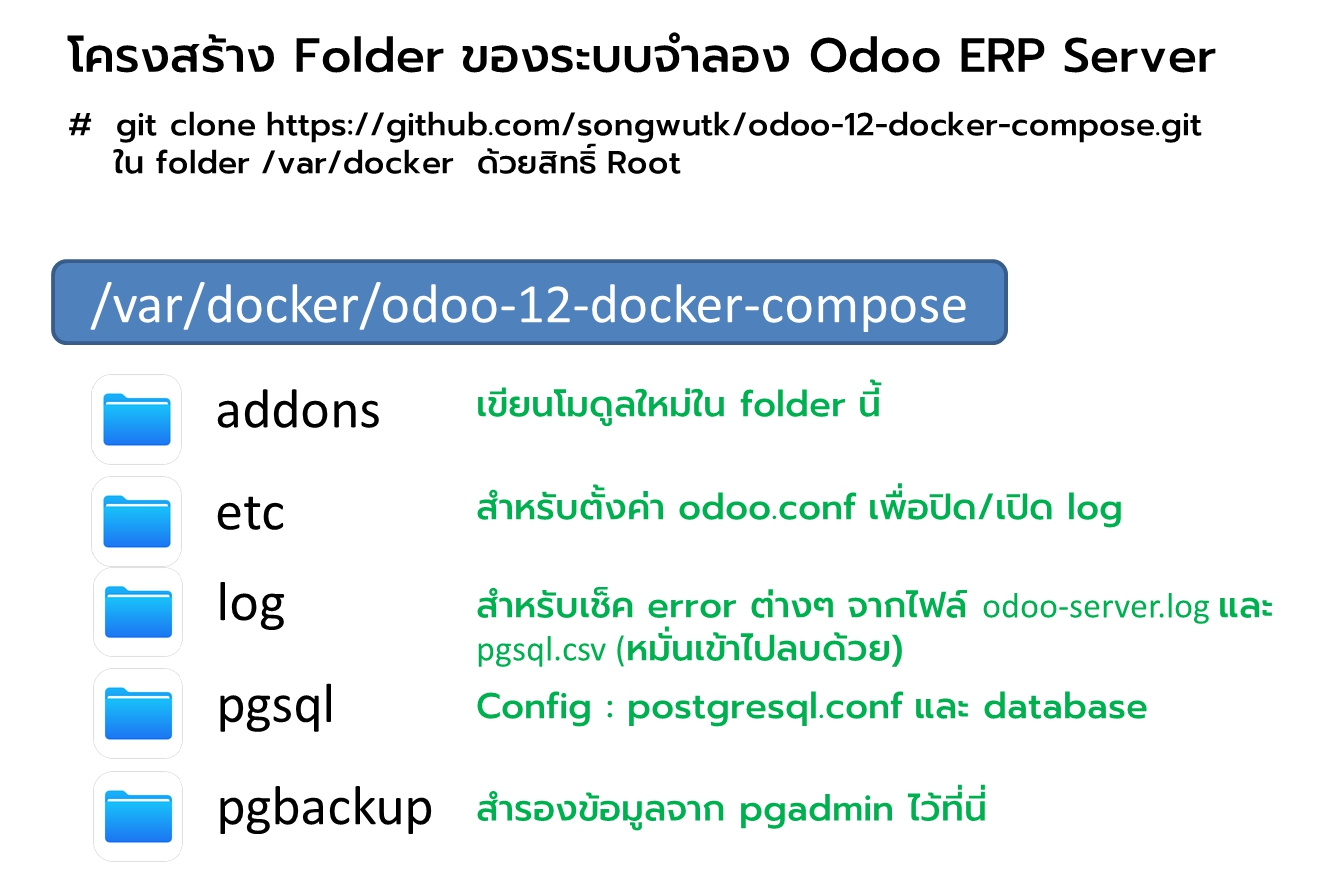 โครงสร้าง Folder ของระบบจำลอง Odoo ERP Server
# git clone https://github.com/songwutk/odoo-12-docker-compose.git
ใน folder /var/docker ด้วยสิทธิ์ Root
/var/docker/odoo-12-docker-compose
addons เขียนโมดูลใหม่ใน folder นี้
etc สำหรับตั้งค่า odoo.conf เพื่อปิด/เปิด log
log สำหรับเช็ค error ต่างๆ จากไฟล์ odoo-server.log และ
pgsql.csv (หมั่นเข้าไปลบด้วย)
pgsql Config : postgresql.conf และ database
pgbackup สำรองข้อมูลจาก pgadmin ไว้ที่นี่